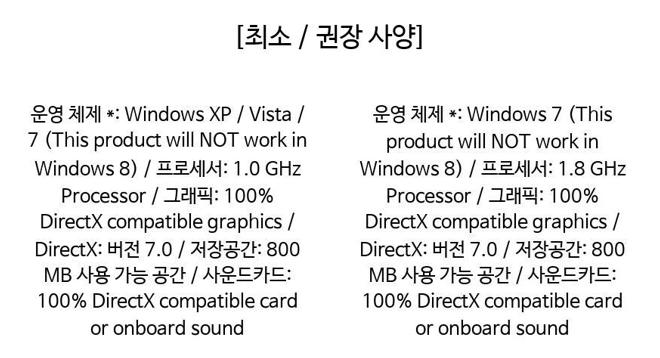 [최소 / 권장 사양]
운영 체제 *: Windows XP / Vista /
7 (This product will NOT work in
Windows 8) / 프로세서: 1.0 GHz
Processor / 그래픽: 100%
DirectX compatible graphics /
DirectX: 버전 7.0 / 저장공간: 800
MB 사용 가능 공간 / 사운드카드:
100% DirectX compatible card
or onboard sound
운영 체제 *: Windows 7 (This
product will NOT work in
Windows 8) / 프로세서: 1.8 GHz
Processor / 그래픽: 100%
DirectX compatible graphics /
DirectX: 버전 7.0 / 저장공간: 800
MB 사용 가능 공간 / 사운드카드:
100% DirectX compatible card
or onboard sound